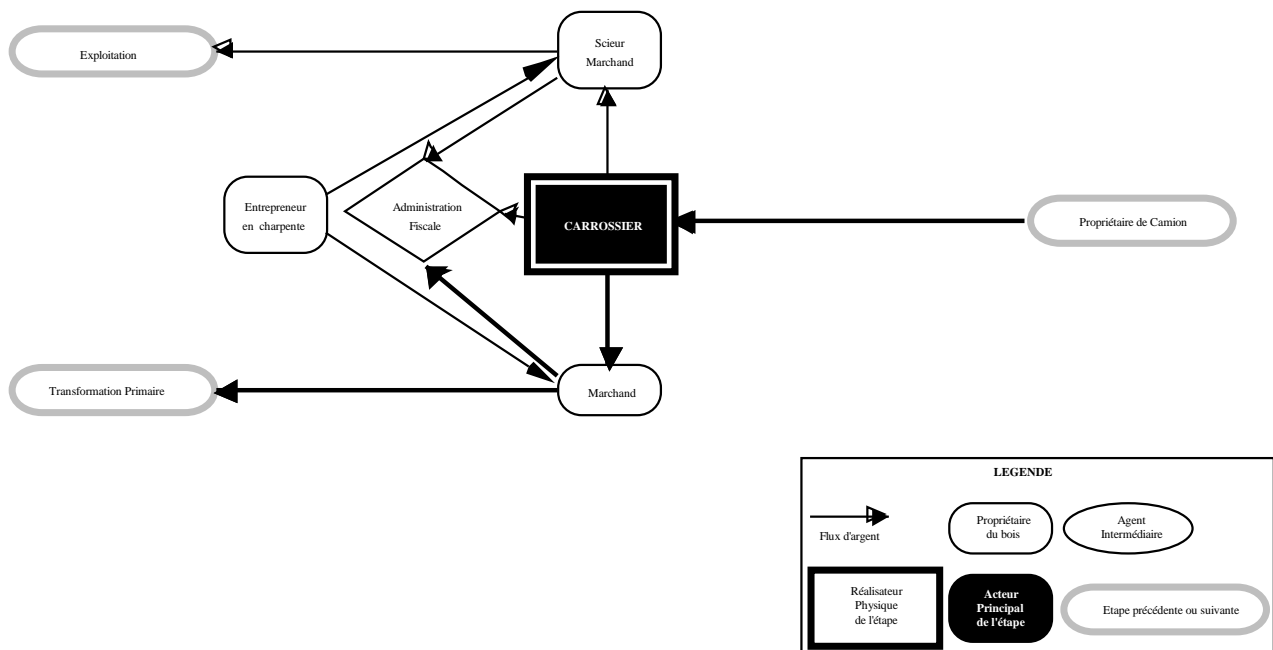 Exploitation
Scieur
Marchand
Entrepreneur
en charpente
Administration
Fiscale
CARROSSIER
Propriétaire de Camion
Transformation Primaire
Marchand
LEGENDE
Flux d'argent
Propriétaire
du bois
Agent
Intermédiaire
Réalisateur
Physique
de l'étape
Acteur
Principal
de l'étape
Etape précédente ou suivante